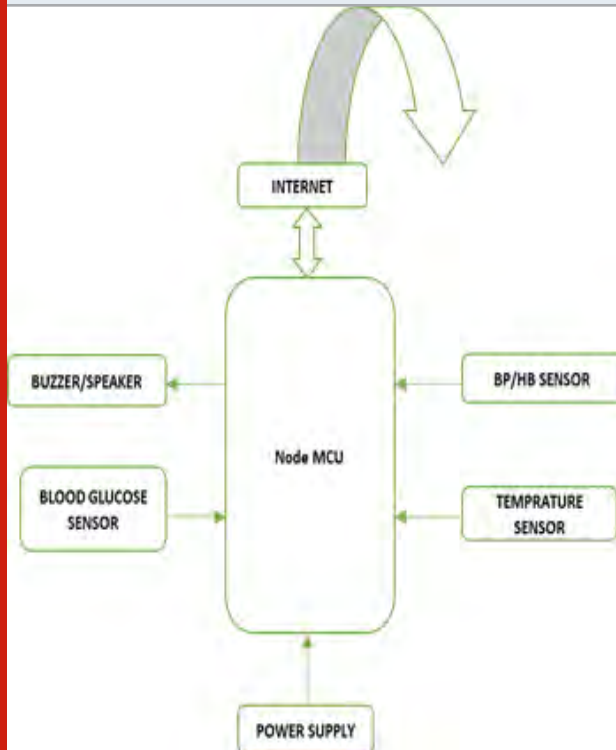 INTERNET
BUZZER/SPEAKER
BP/HB SENSOR
Node MCU
BLOOD GLUCOSE
SENSOR
TEMPRATURE
SENSOR
POWER SUPPLY